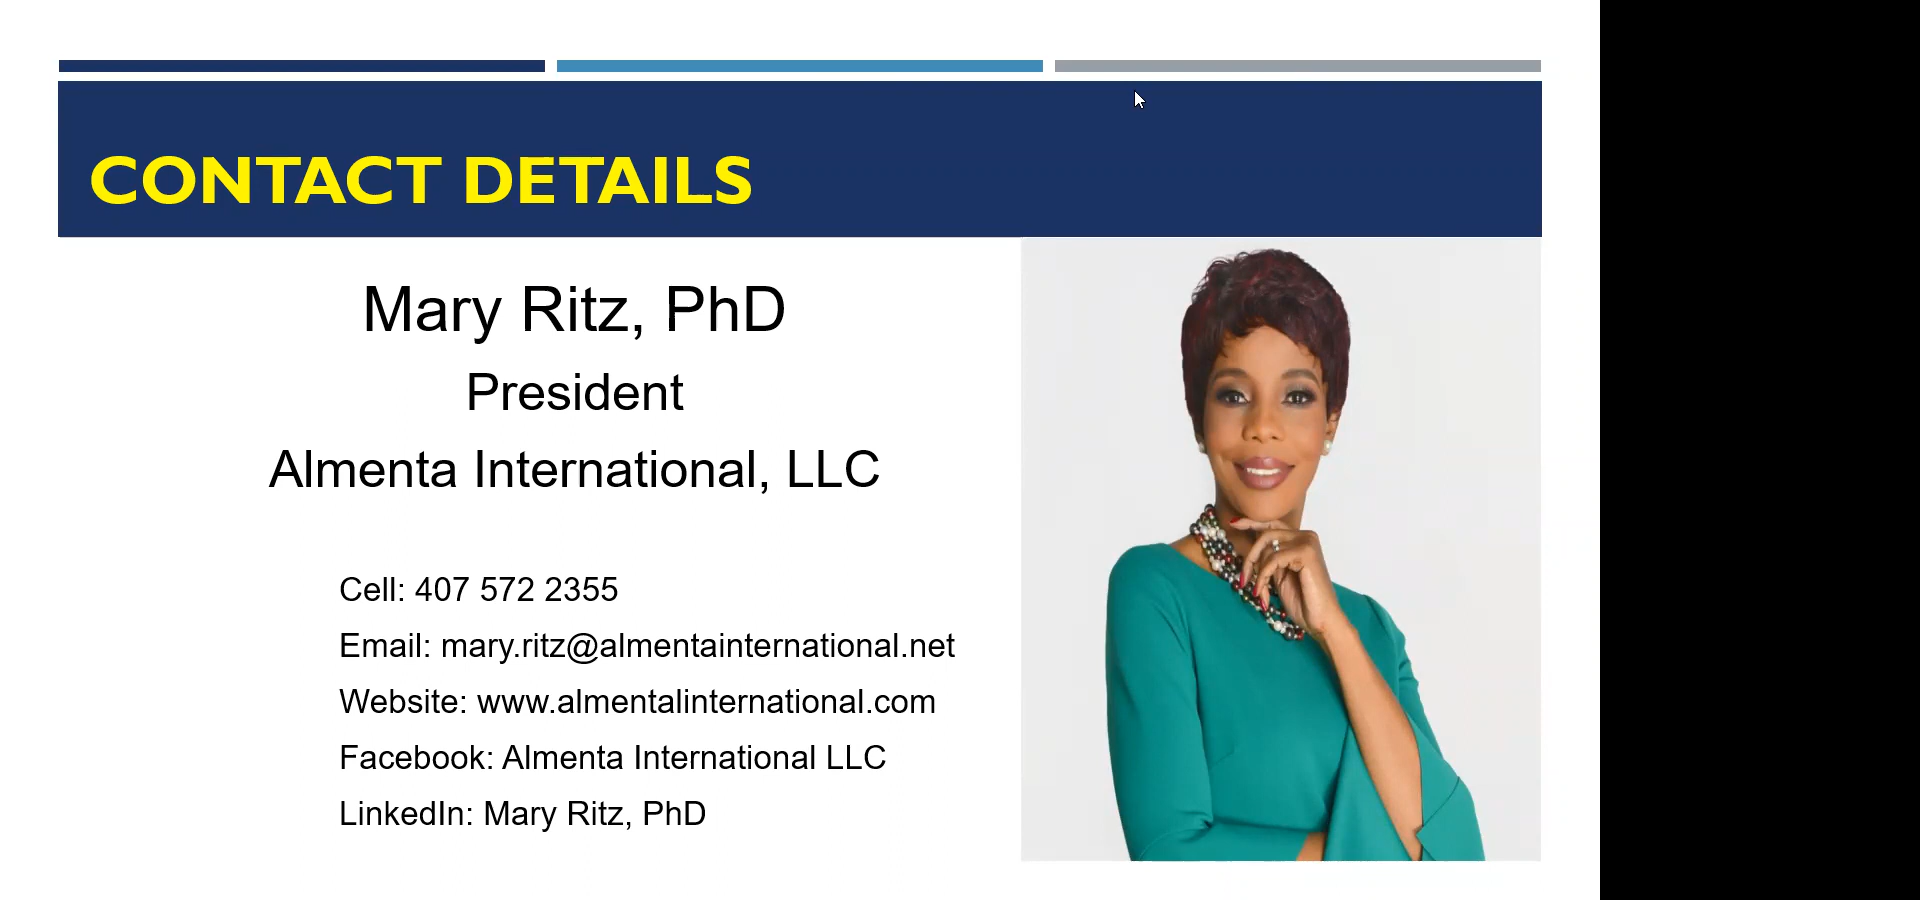 CONTACT DETAILS
Mary Ritz, PhD
President
Almenta International, LLC
Cell: 407 572 2355
Email: mary.ritz@almentainternational.net
Website: www.almentalinternational.com
Facebook: Almenta International LLC
LinkedIn: Mary Ritz, PhD